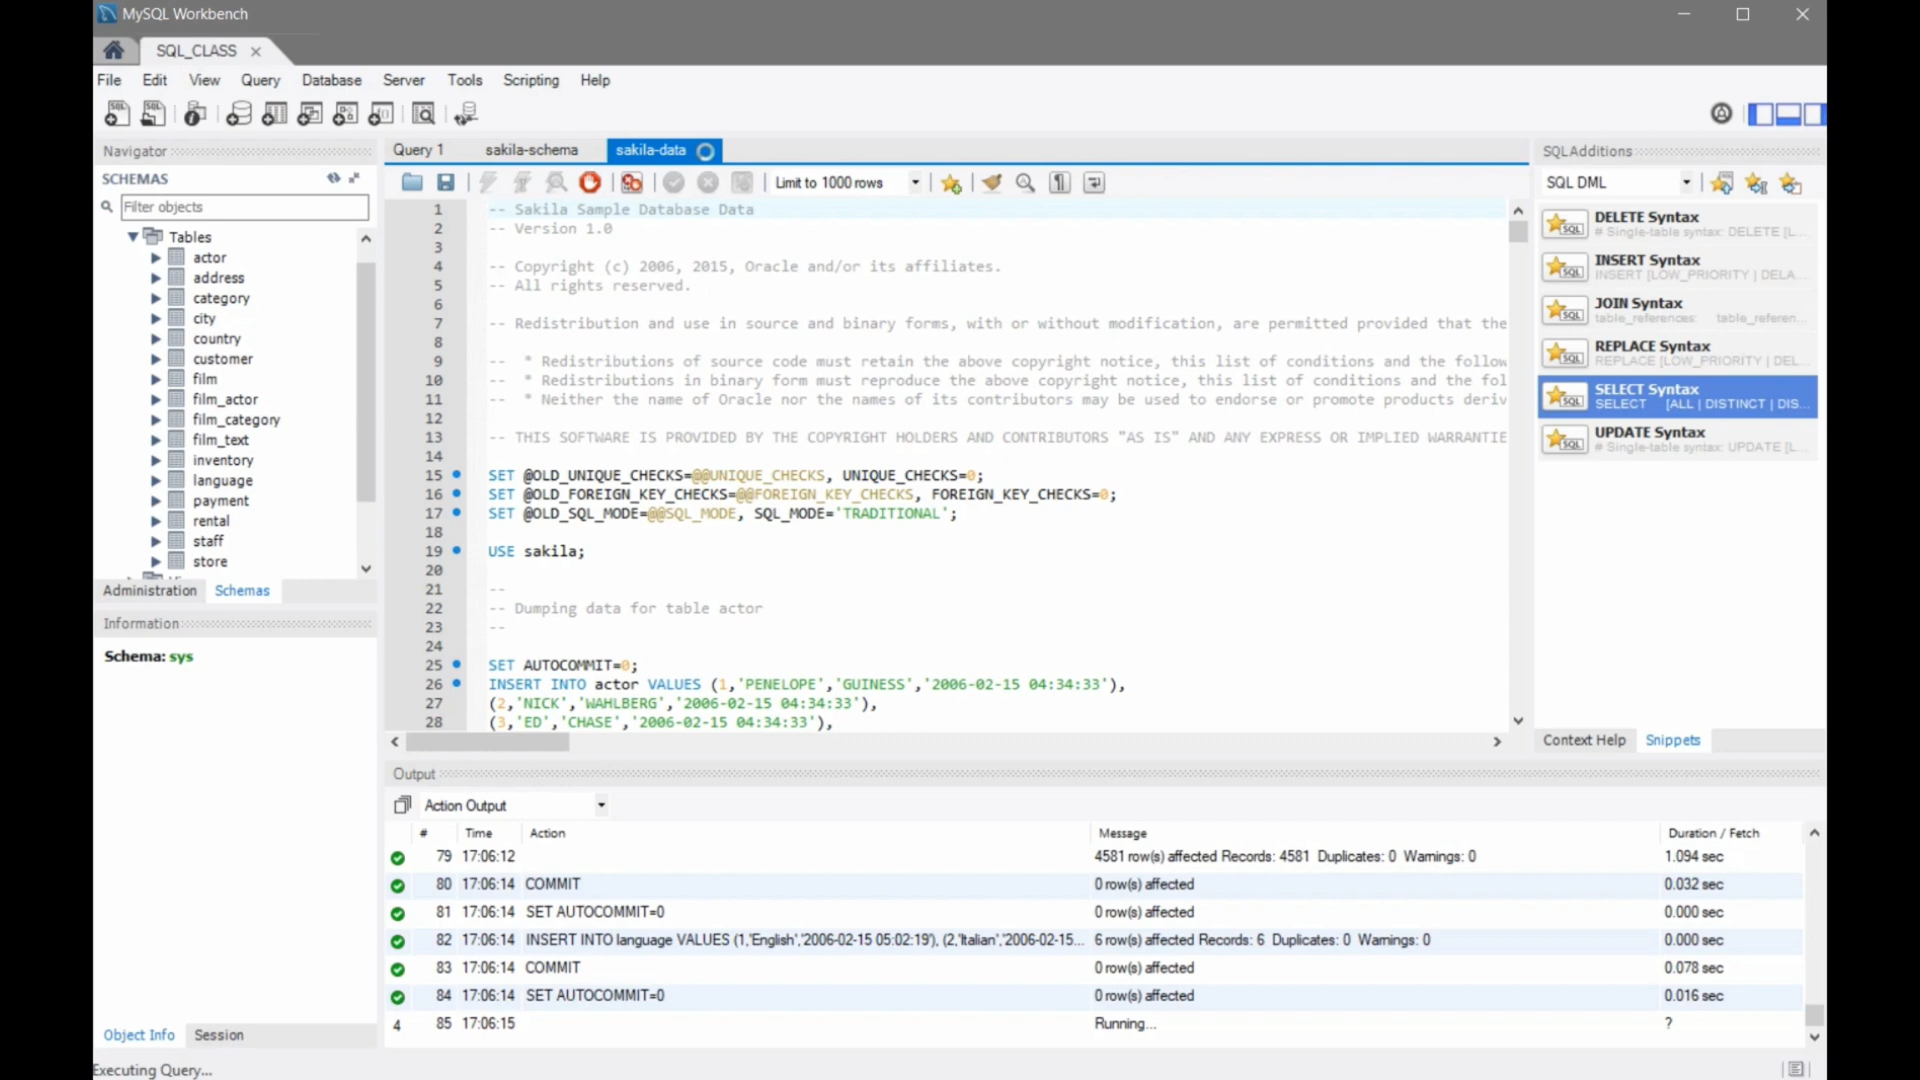 MySQL Workbench
SQL_CLASS
File Edit View Query Database Server Tools Scripting Help
Navigator
SCHEMAS
Filter objects
Tables
actor
address
category
city
country
customer
film
film_actor
film_category
film_text
inventory
language
payment
rental
staff
store
Administration Schemas
Information
Schema: sys
Object Info Session
Executing Query...
Query 1 sakila-schema sakila-data
Limit to 1000 rows
1 -- Sakila Sample Database Data
2 -- Version 1.0
3
4 -- Copyright (c) 2006, 2015, Oracle and/or its affiliates.
5 -- All rights reserved.
6
7 -- Redistribution and use in source and binary forms, with or without modification, are permitted provided that the
8
9 -- * Redistributions of source code must retain the above copyright notice, this list of conditions and the follow
10 -- * Redistributions in binary form must reproduce the above copyright notice, this list of conditions and the fol
11 -- * Neither the name of Oracle nor the names of its contributors may be used to endorse or promote products deriv
12
13 -- THIS SOFTWARE IS PROVIDED BY THE COPYRIGHT HOLDERS AND CONTRIBUTORS "AS IS" AND ANY EXPRESS OR IMPLIED WARRANTIE
14
15 SET @OLD_UNIQUE_CHECKS=@@UNIQUE_CHECKS, UNIQUE_CHECKS=0;
16 SET @OLD_FOREIGN_KEY_CHECKS=@@FOREIGN_KEY_CHECKS, FOREIGN_KEY_CHECKS=0;
17 SET @OLD_SQL_MODE=@@SQL_MODE, SQL_MODE='TRADITIONAL';
18
19 USE sakila;
20
21 --
22 -- Dumping data for table actor
23 --
24
25 SET AUTOCOMMIT=0;
26 INSERT INTO actor VALUES (1,'PENELOPE','GUINESS','2006-02-15 04:34:33'),
27 (2,'NICK','WAHLBERG','2006-02-15 04:34:33'),
28 (3,'ED','CHASE','2006-02-15 04:34:33'),
SQLAdditions
SQL DML
DELETE Syntax
# Single-table syntax: DELETE [L...
INSERT Syntax
INSERT [LOW_PRIORITY | DELA...
JOIN Syntax
table_references: table_referen...
REPLACE Syntax
REPLACE [LOW_PRIORITY | DEL...
SELECT Syntax
SELECT [ALL | DISTINCT | DIS...
UPDATE Syntax
# Single-table syntax: UPDATE [L...
Context Help Snippets
Output
Action Output
# Time Action Message Duration / Fetch
79 17:06:12 4581 row(s) affected Records: 4581 Duplicates: 0 Warnings: 0 1.094 sec
80 17:06:14 COMMIT 0 row(s) affected 0.032 sec
81 17:06:14 SET AUTOCOMMIT=0 0 row(s) affected 0.000 sec
82 17:06:14 INSERT INTO language VALUES (1,'English','2006-02-15 05:02:19'), (2,'Italian','2006-02-15... 6 row(s) affected Records: 6 Duplicates: 0 Warnings: 0 0.000 sec
83 17:06:14 COMMIT 0 row(s) affected 0.078 sec
84 17:06:14 SET AUTOCOMMIT=0 0 row(s) affected 0.016 sec
4 85 17:06:15 Running... ?